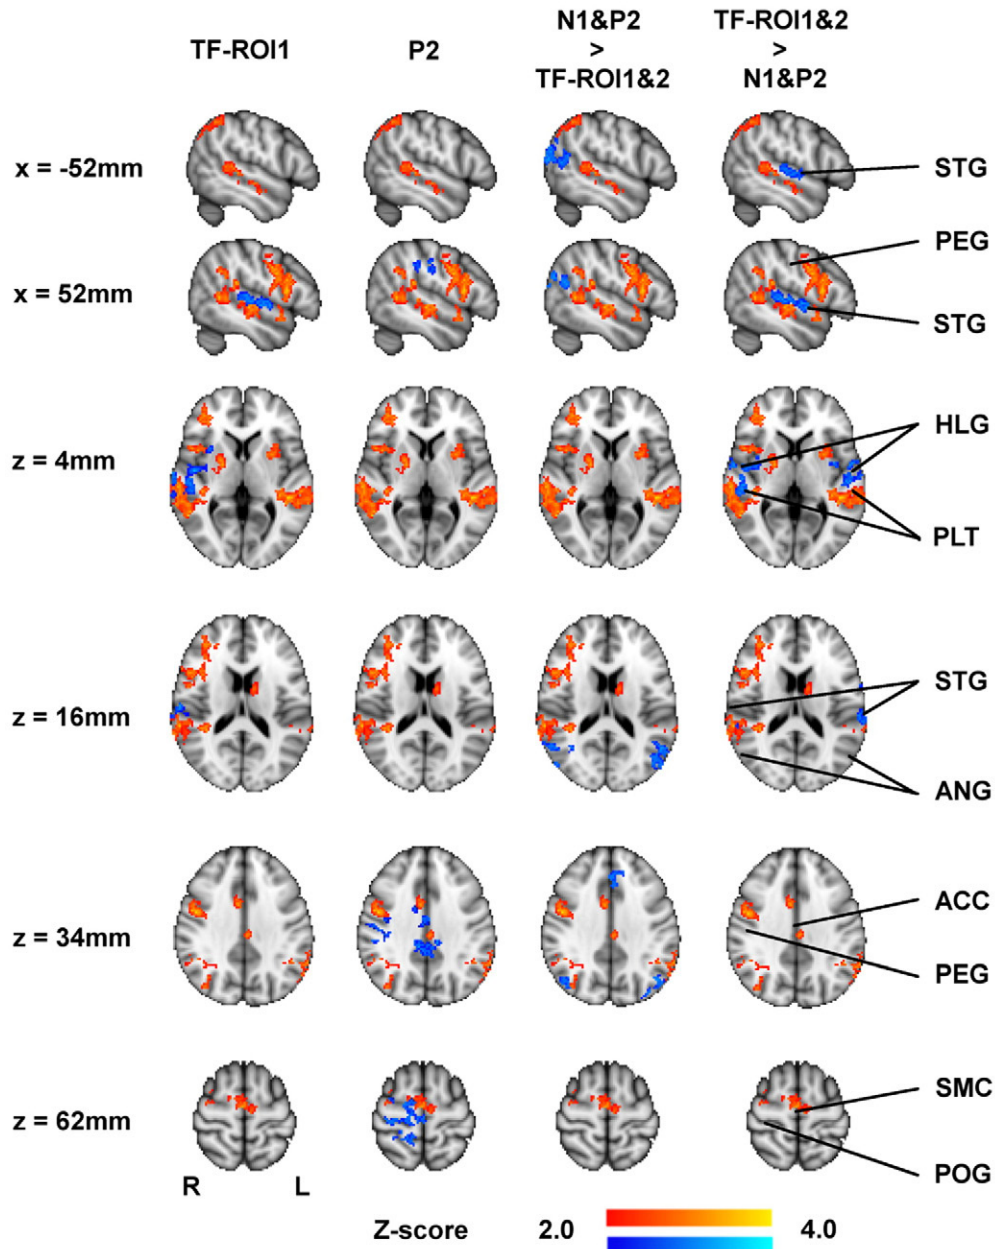 TF-ROI1
P2
N1&P2
>
TF-ROI1&2
TF-ROI1&2
>
N1&P2
x = -52mm
STG
PEG
x = 52mm
STG
z = 4mm
HLG
PLT
z = 16mm
STG
ANG
z = 34mm
ACC
PEG
z = 62mm
SMC
POG
R L
Z-score 2.0 4.0